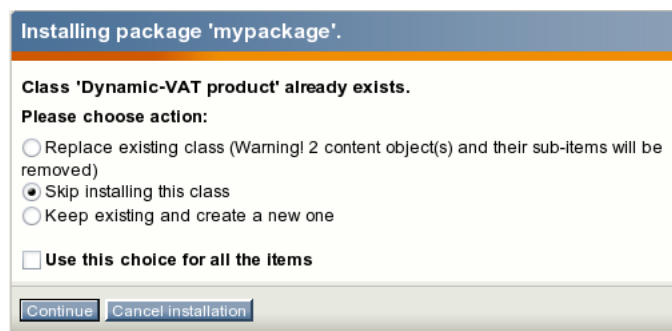 Installing package 'mypackage'.
Class 'Dynamic-VAT product' already exists.
Please choose action:
Replace existing class (Warning! 2 content object(s) and their sub-items will be
removed)
Skip installing this class
Keep existing and create a new one
Use this choice for all the items
Continue Cancel installation